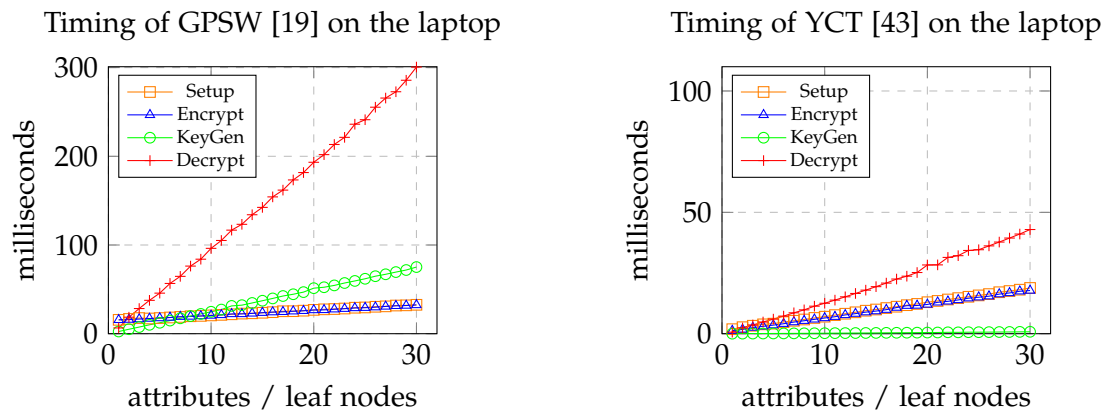 Timing of GPSW [19] on the laptop
300
200
100
0
10
20
30
milliseconds
attributes / leaf nodes
Setup
Encrypt
KeyGen
Decrypt
Timing of YCT [43] on the laptop
100
50
0
0
10
20
30
milliseconds
attributes / leaf nodes
Setup
Encrypt
KeyGen
Decrypt